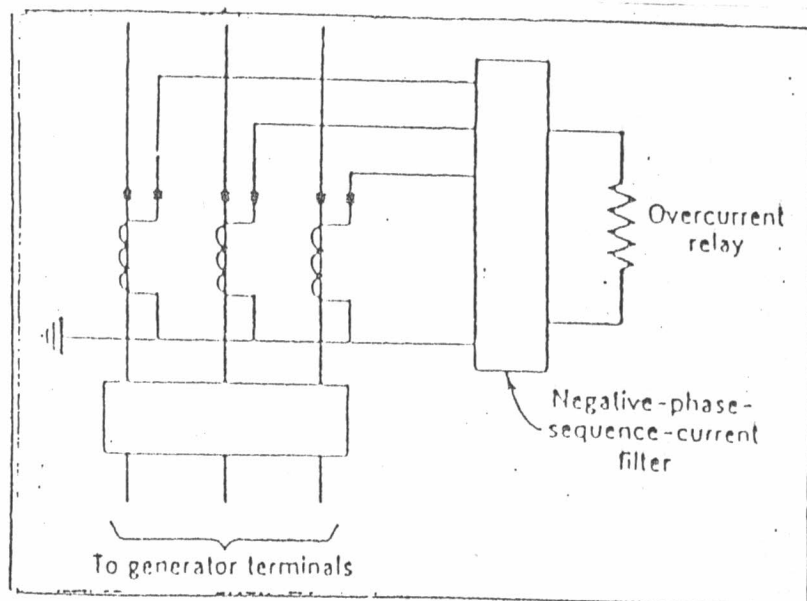 Overcurrent
relay
Negative-phase-
sequence-current
filter
To generator terminals